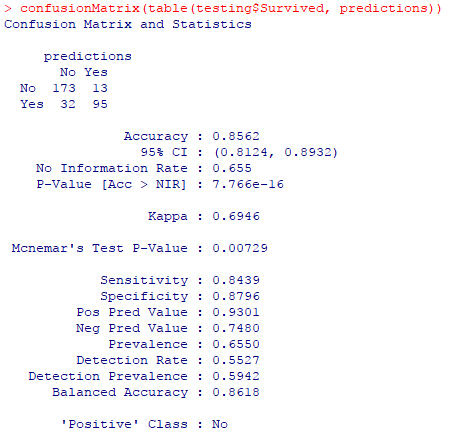 > confusionMatrix(table(testing$Survived, predictions))
Confusion Matrix and Statistics
predictions
No Yes
No 173 13
Yes 32 95
Accuracy : 0.8562
95% CI : (0.8124, 0.8932)
No Information Rate : 0.655
P-Value [Acc > NIR] : 7.766e-16
Kappa : 0.6946
Mcnemar's Test P-Value : 0.00729
Sensitivity : 0.8439
Specificity : 0.8796
Pos Pred Value : 0.9301
Neg Pred Value : 0.7480
Prevalence : 0.6550
Detection Rate : 0.5527
Detection Prevalence : 0.5942
Balanced Accuracy : 0.8618
'Positive' Class : No